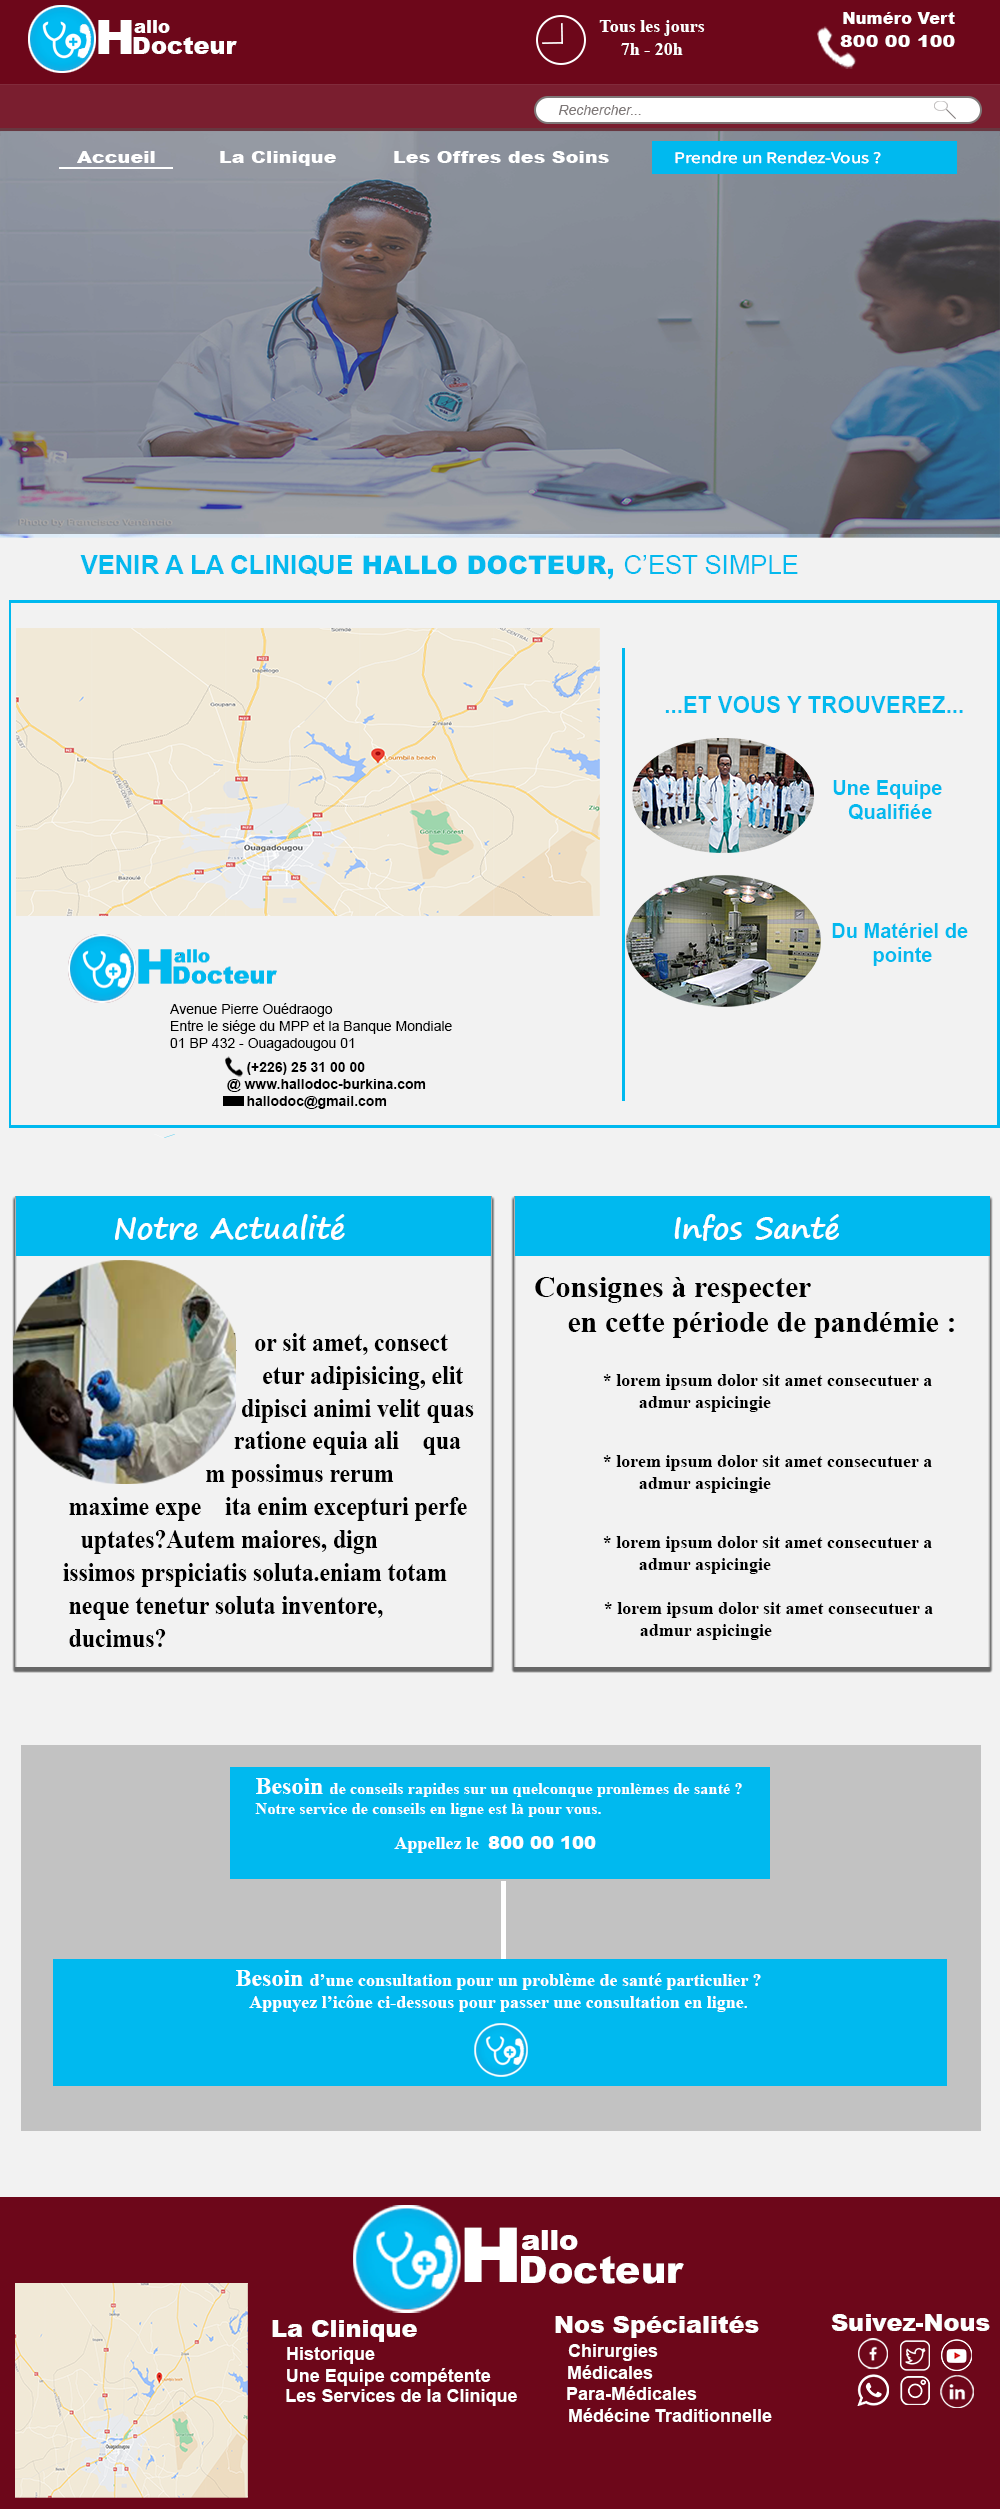 Hallo
Docteur
Tous les jours
7h - 20h
Numéro Vert
800 00 100
Rechercher...
Accueil
La Clinique
Les Offres des Soins
Prendre un Rendez-Vous ?
Photo by Francisco Venancio
VENIR A LA CLINIQUE HALLO DOCTEUR, C'EST SIMPLE
Ouagadougou
Loumbila beach
Gonse Forest
Ziniaré
Goupana
Bazoulé
Lay
...ET VOUS Y TROUVEREZ...
Une Equipe
Qualifiée
Du Matériel de
pointe
Hallo
Docteur
Avenue Pierre Ouédraogo
Entre le siége du MPP et la Banque Mondiale
01 BP 432 - Ouagadougou 01
(+226) 25 31 00 00
@ www.hallodoc-burkina.com
hallodoc@gmail.com
Notre Actualité
or sit amet, consect
etur adipisicing, elit
dipisci animi velit quas
ratione equia ali qua
m possimus rerum
maxime expe ita enim excepturi perfe
uptates?Autem maiores, dign
issimos prspiciatis soluta.eniam totam
neque tenetur soluta inventore,
ducimus?
Infos Santé
Consignes à respecter
en cette période de pandémie :
* lorem ipsum dolor sit amet consecutuer a
admur aspicingie
* lorem ipsum dolor sit amet consecutuer a
admur aspicingie
* lorem ipsum dolor sit amet consecutuer a
admur aspicingie
* lorem ipsum dolor sit amet consecutuer a
admur aspicingie
Besoin de conseils rapides sur un quelconque pronlèmes de santé ?
Notre service de conseils en ligne est là pour vous.
Appellez le 800 00 100
Besoin d'une consultation pour un problème de santé particulier ?
Appuyez l'icône ci-dessous pour passer une consultation en ligne.
Hallo
Docteur
La Clinique
Historique
Une Equipe compétente
Les Services de la Clinique
Nos Spécialités
Chirurgies
Médicales
Para-Médicales
Médécine Traditionnelle
Suivez-Nous